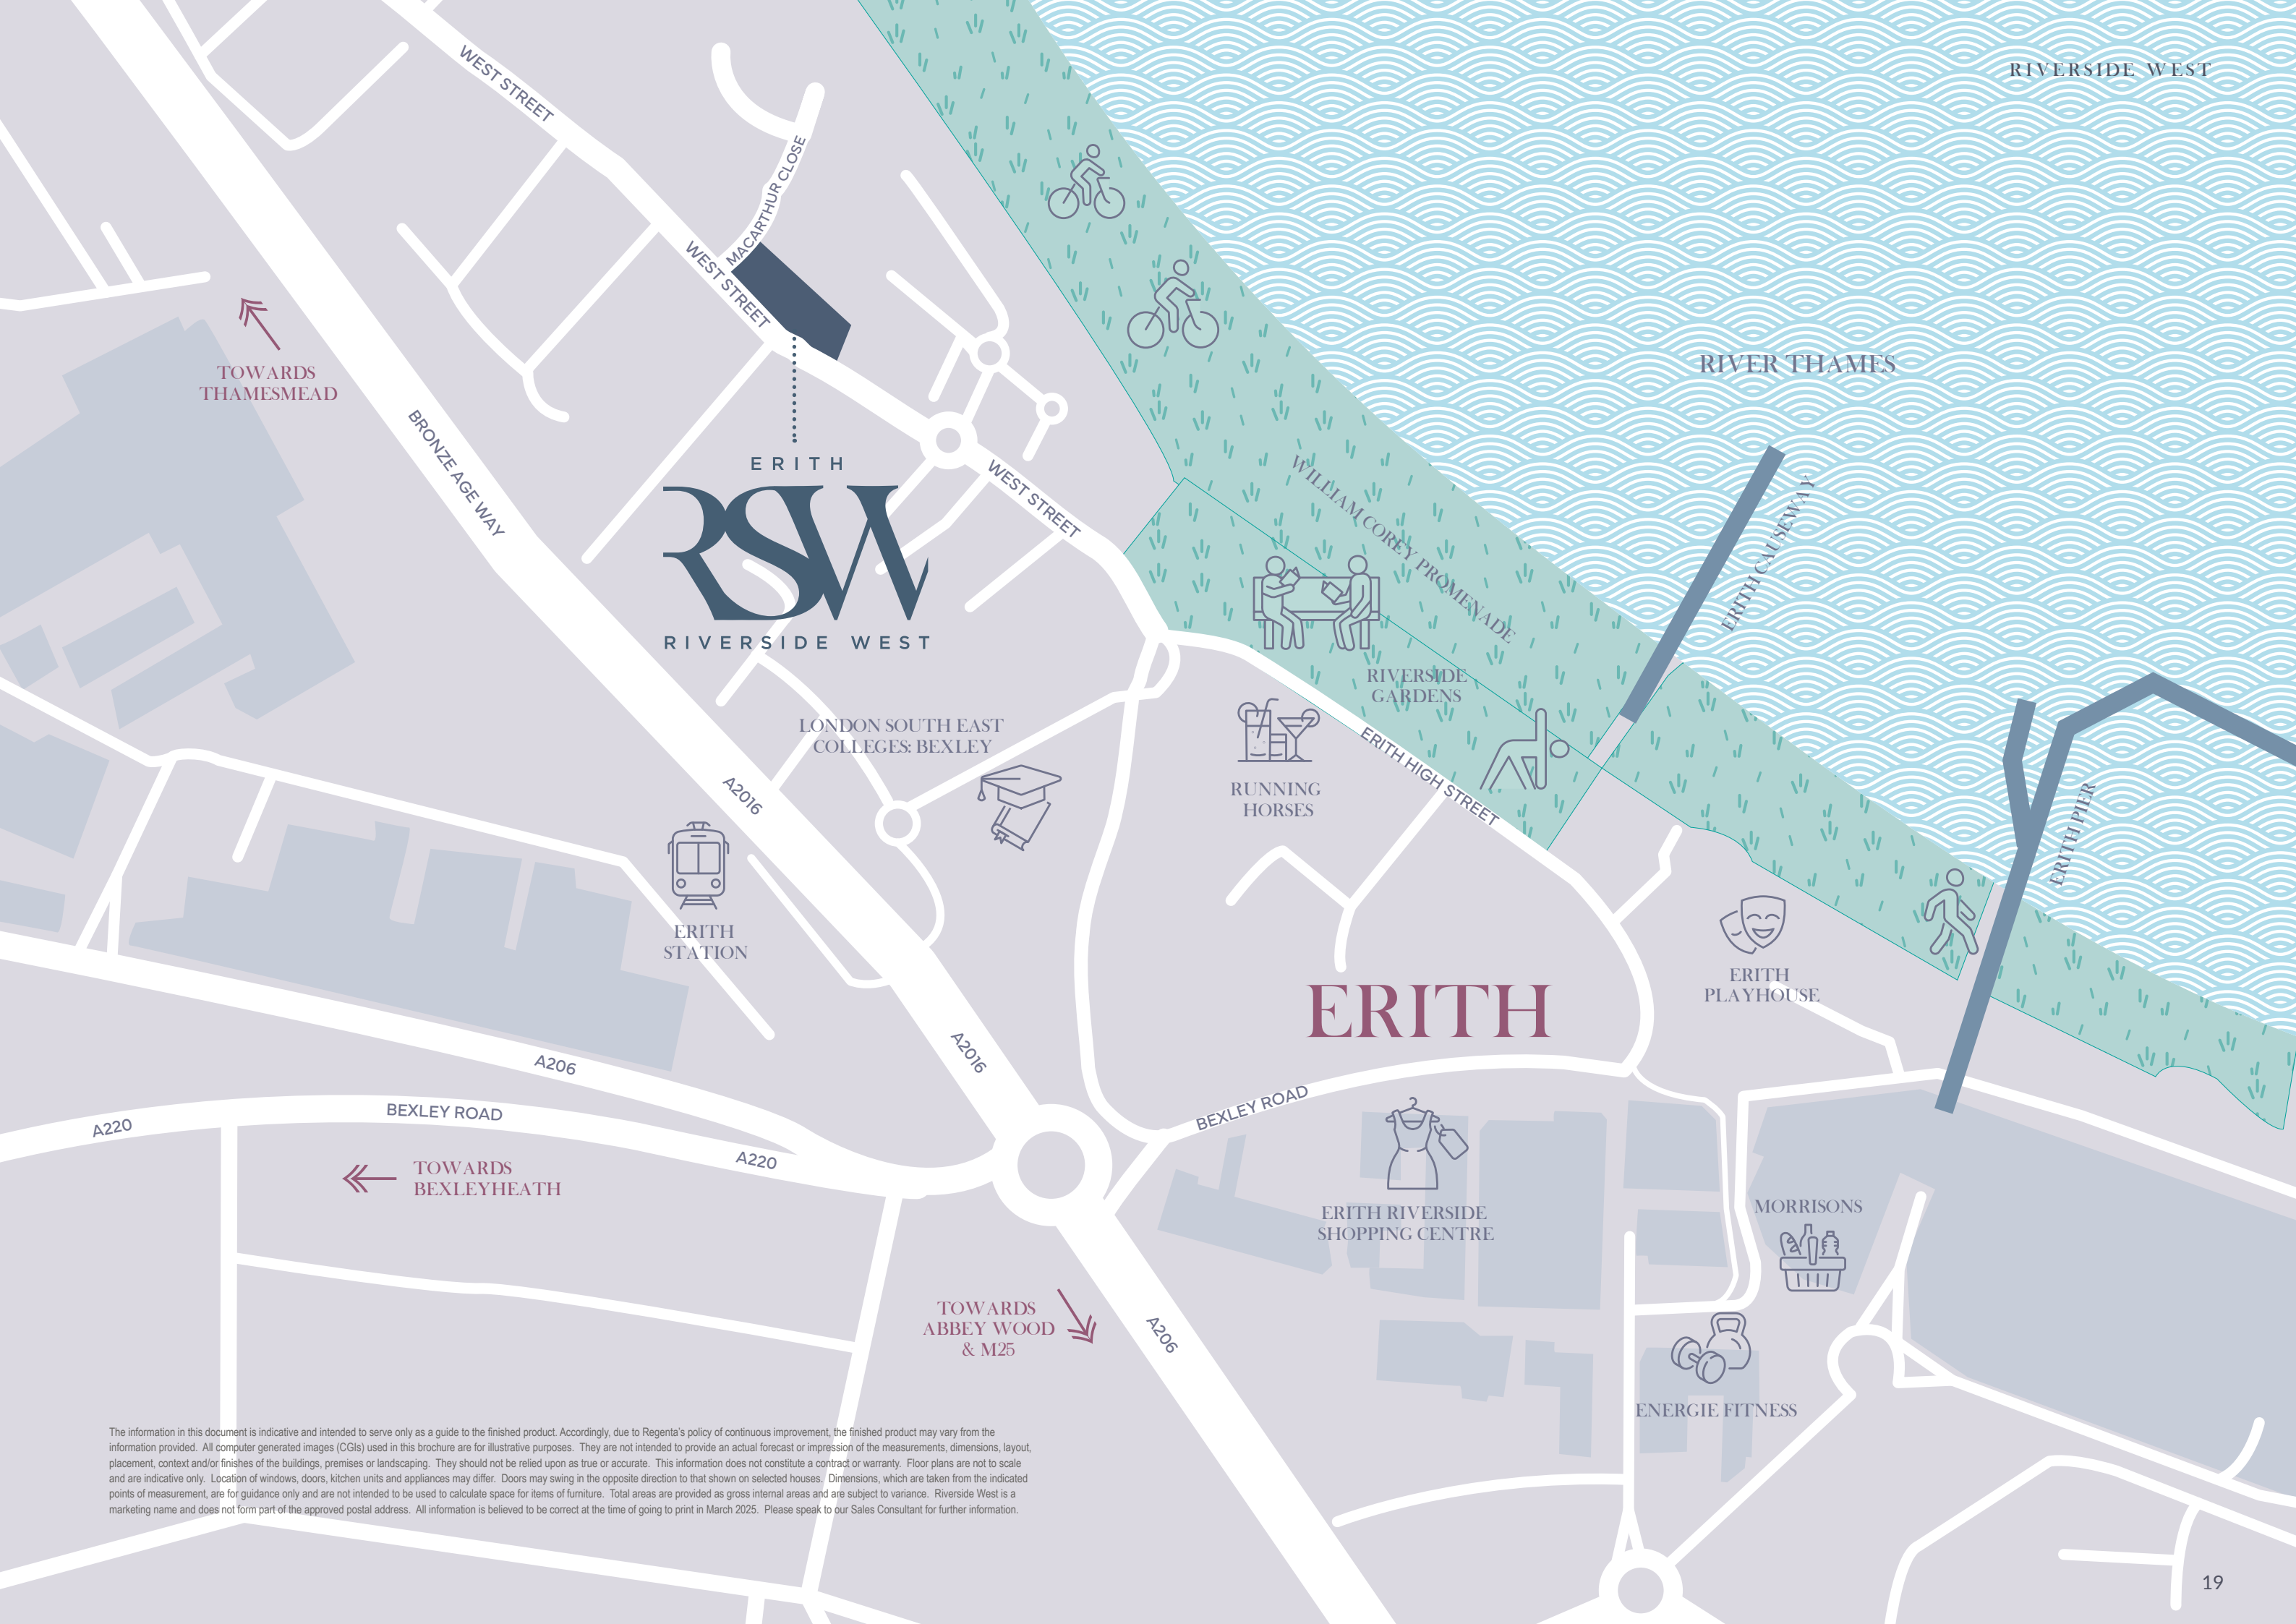 RIVERSIDE WEST
WEST STREET
MACARTHUR CLOSE
WEST STREET
RIVER THAMES
TOWARDS
THAMESMEAD
BRONZE AGE WAY
ERITH
RSW
RIVERSIDE WEST
WEST STREET
WILLIAM COREY PROMENADE
ERITH CAUSEWAY
RIVERSIDE
GARDENS
LONDON SOUTH EAST
COLLEGES: BEXLEY
RUNNING
HORSES
ERITH HIGH STREET
A2016
ERITH PIER
ERITH
STATION
ERITH
PLAYHOUSE
ERITH
A2016
A206
BEXLEY ROAD
A220
A220
BEXLEY ROAD
TOWARDS
BEXLEYHEATH
ERITH RIVERSIDE
SHOPPING CENTRE
MORRISONS
TOWARDS
ABBEY WOOD
& M25
A206
ENERGIE FITNESS
The information in this document is indicative and intended to serve only as a guide to the finished product. Accordingly, due to Regenta's policy of continuous improvement, the finished product may vary from the
information provided. All computer generated images (CGIs) used in this brochure are for illustrative purposes. They are not intended to provide an actual forecast or impression of the measurements, dimensions, layout,
placement, context and/or finishes of the buildings, premises or landscaping. They should not be relied upon as true or accurate. This information does not constitute a contract or warranty. Floor plans are not to scale
and are indicative only. Location of windows, doors, kitchen units and appliances may differ. Doors may swing in the opposite direction to that shown on selected houses. Dimensions, which are taken from the indicated
points of measurement, are for guidance only and are not intended to be used to calculate space for items of furniture. Total areas are provided as gross internal areas and are subject to variance. Riverside West is a
marketing name and does not form part of the approved postal address. All information is believed to be correct at the time of going to print in March 2025. Please speak to our Sales Consultant for further information.
19